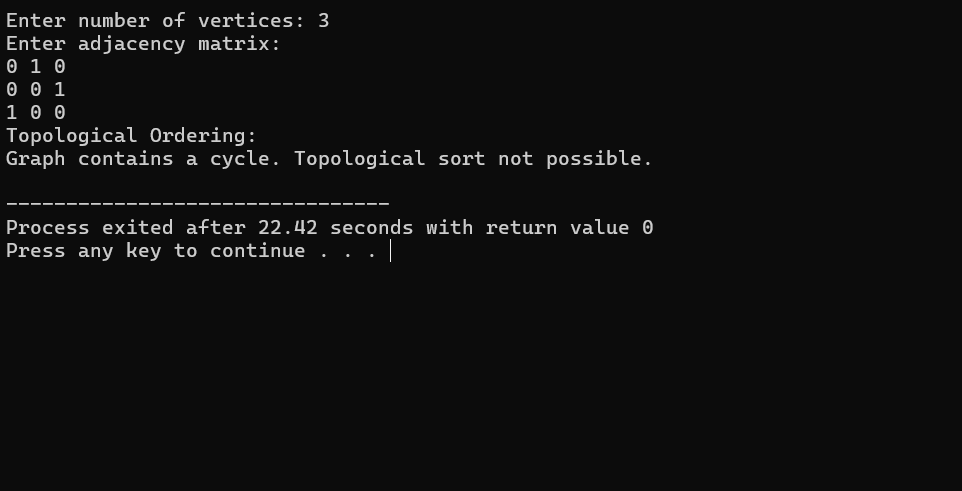 Enter number of vertices: 3
Enter adjacency matrix:
0 1 0
0 0 1
1 0 0
Topological Ordering:
Graph contains a cycle. Topological sort not possible.
--------------------------------
Process exited after 22.42 seconds with return value 0
Press any key to continue . . .